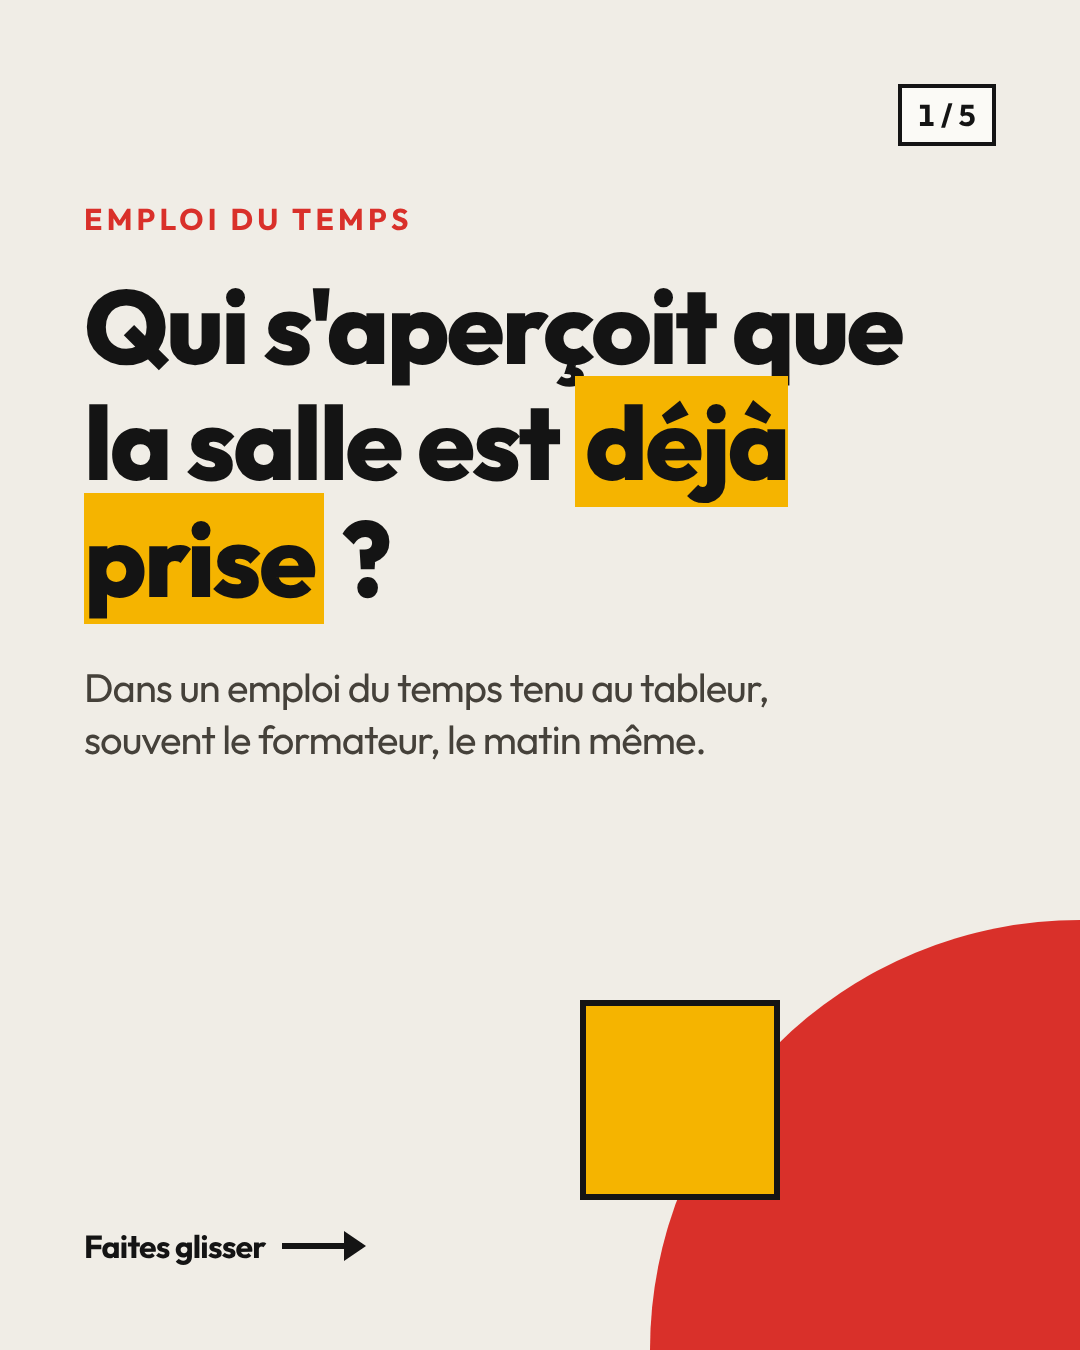 1/5
EMPLOI DU TEMPS
Qui s'aperçoit que
la salle est déjà
prise ?
Dans un emploi du temps tenu au tableur,
souvent le formateur, le matin même.
Faites glisser